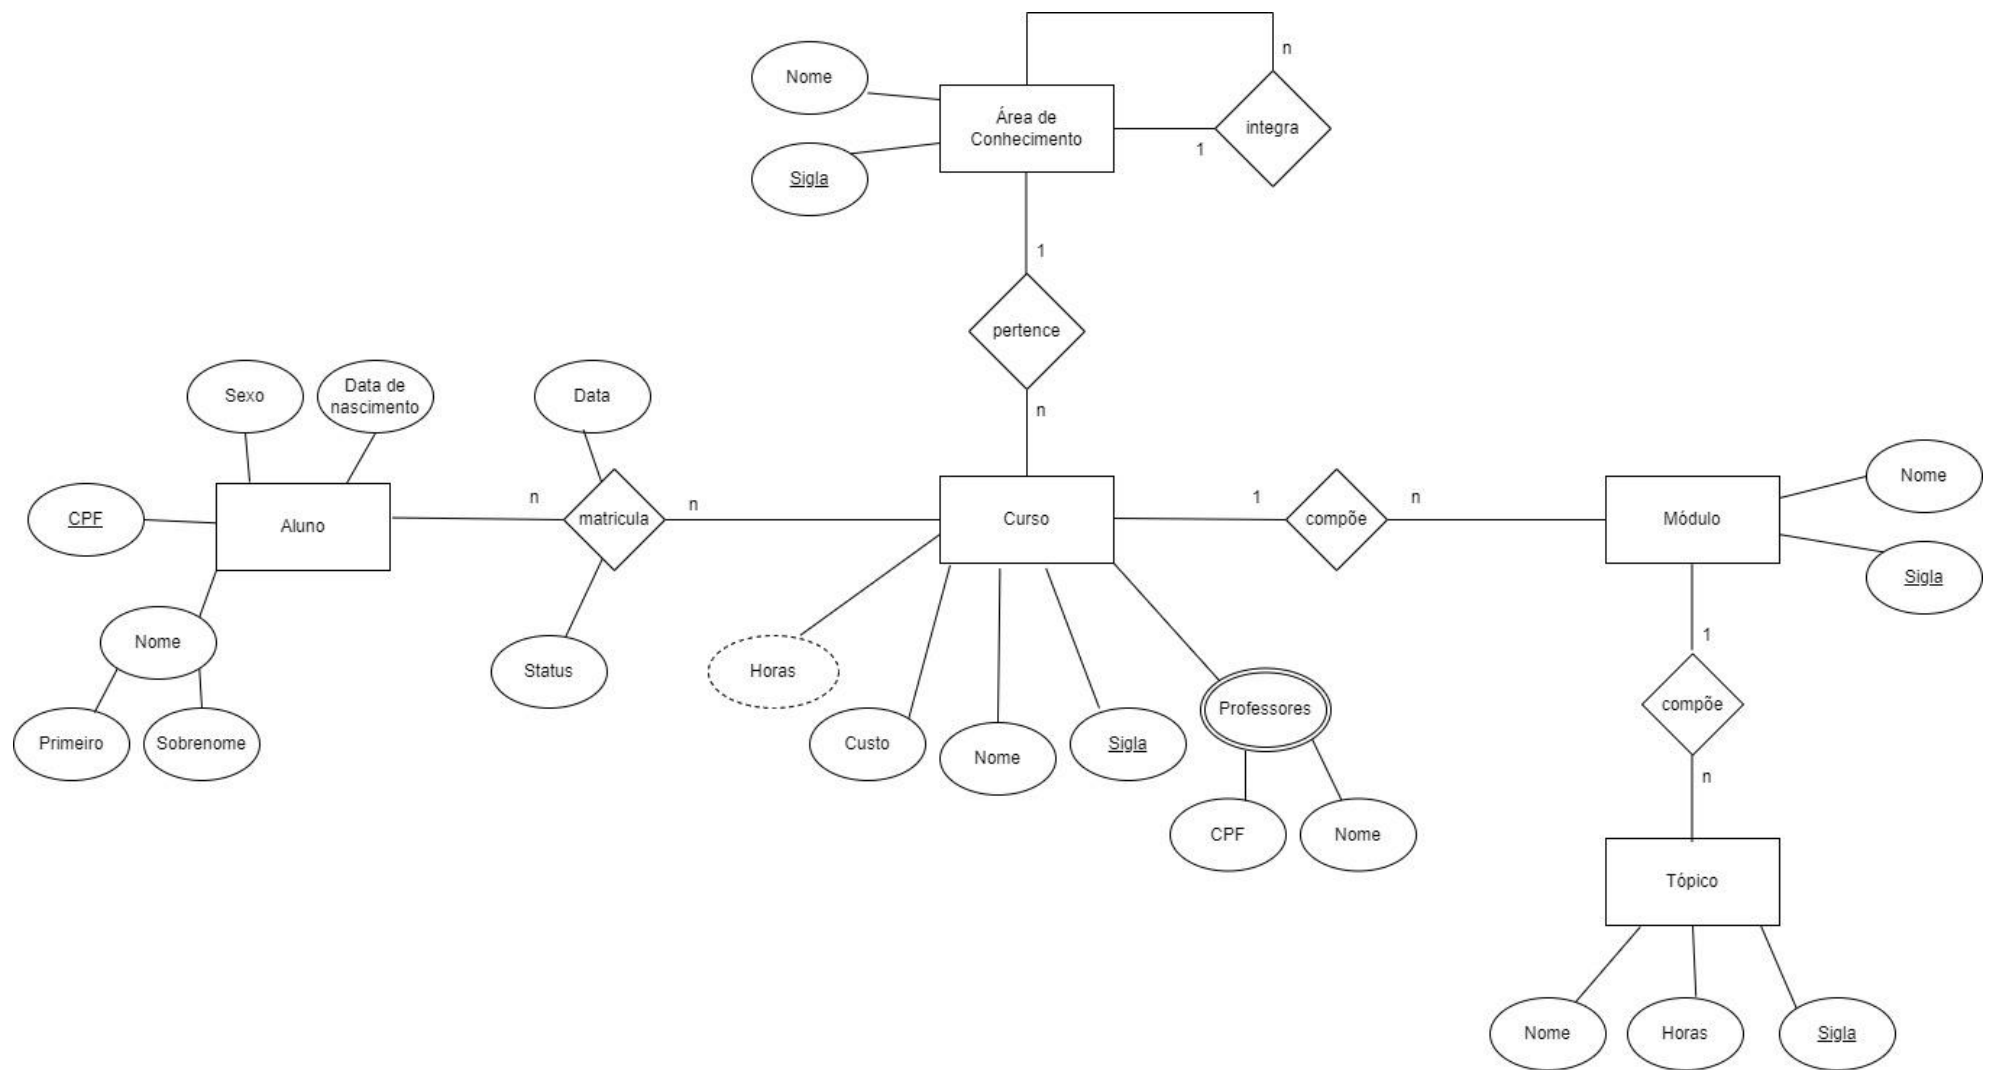 n
Nome
Área de
Conhecimento
integra
1
Sigla
1
pertence
n
Sexo
Data de
nascimento
Data
Nome
n
n
1
n
CPF
Aluno
matricula
Curso
compõe
Módulo
Sigla
1
Nome
Status
Horas
Professores
compõe
Primeiro
Sobrenome
Custo
Nome
Sigla
n
CPF
Nome
Tópico
Nome
Horas
Sigla